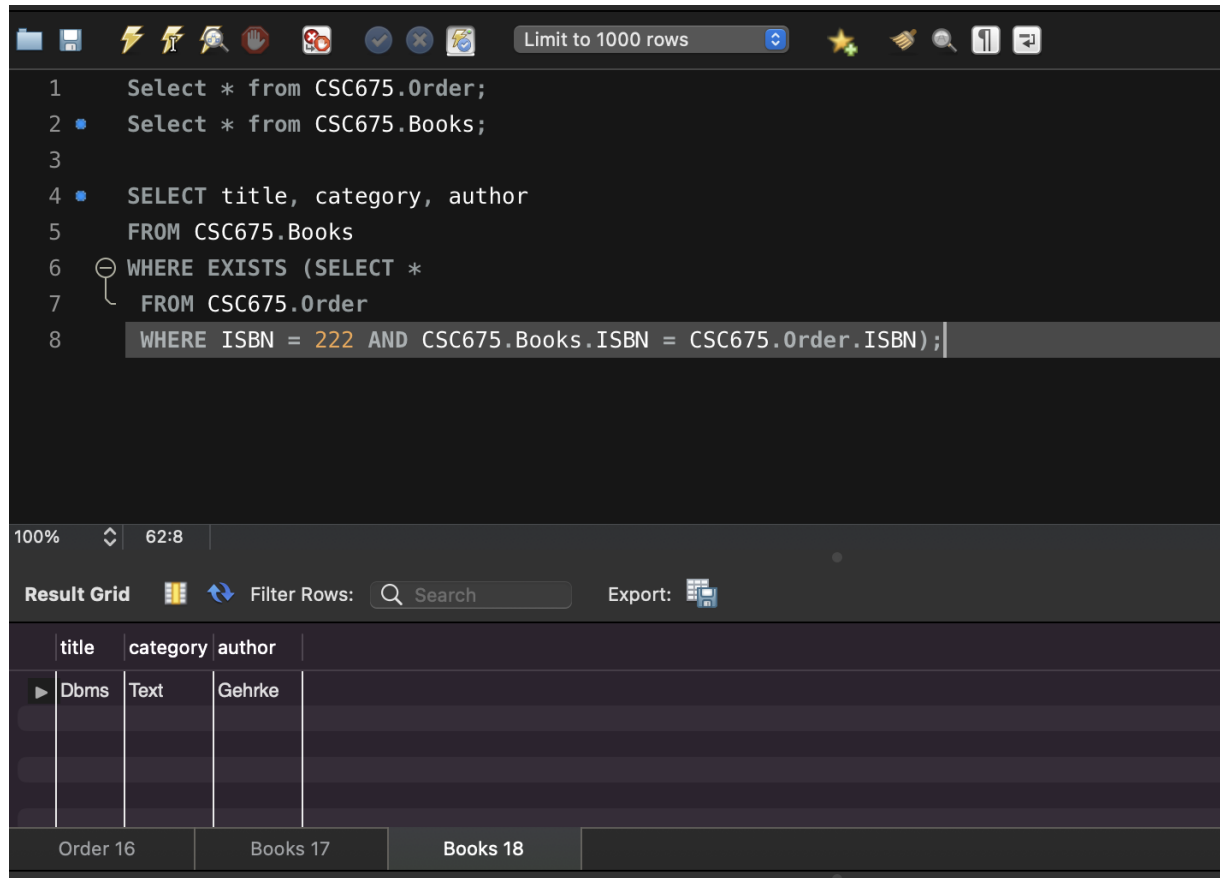 Limit to 1000 rows
1 Select * from CSC675.Order;
2 Select * from CSC675.Books;
3
4 SELECT title, category, author
5 FROM CSC675.Books
6 WHERE EXISTS (SELECT *
7 FROM CSC675.Order
8 WHERE ISBN = 222 AND CSC675.Books.ISBN = CSC675.Order.ISBN);
100% 62:8
Result Grid Filter Rows: Search Export:
title category author
Dbms Text Gehrke
Order 16 Books 17 Books 18